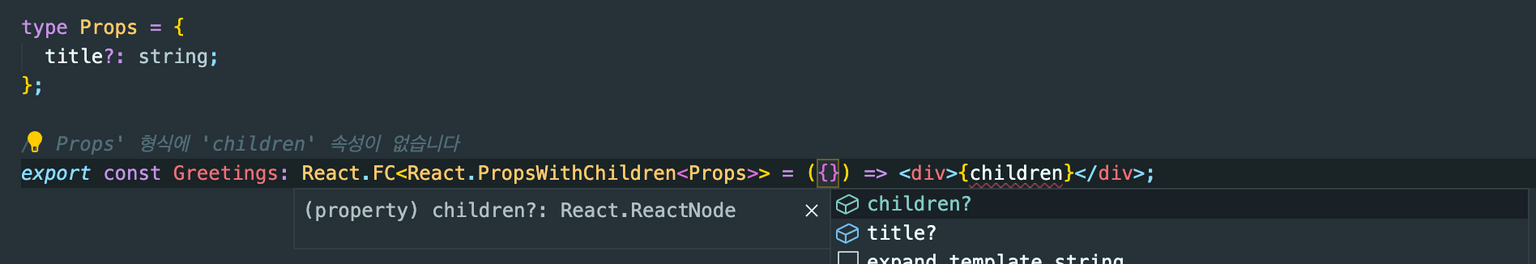 type Props = {
  title?: string;
};
/ Props' 형식에 'children' 속성이 없습니다
export const Greetings: React.FC<React.PropsWithChildren<Props>> = ({}) => <div>{children}</div>;
(property) children?: React.ReactNode ×
children?
title?
expand template string